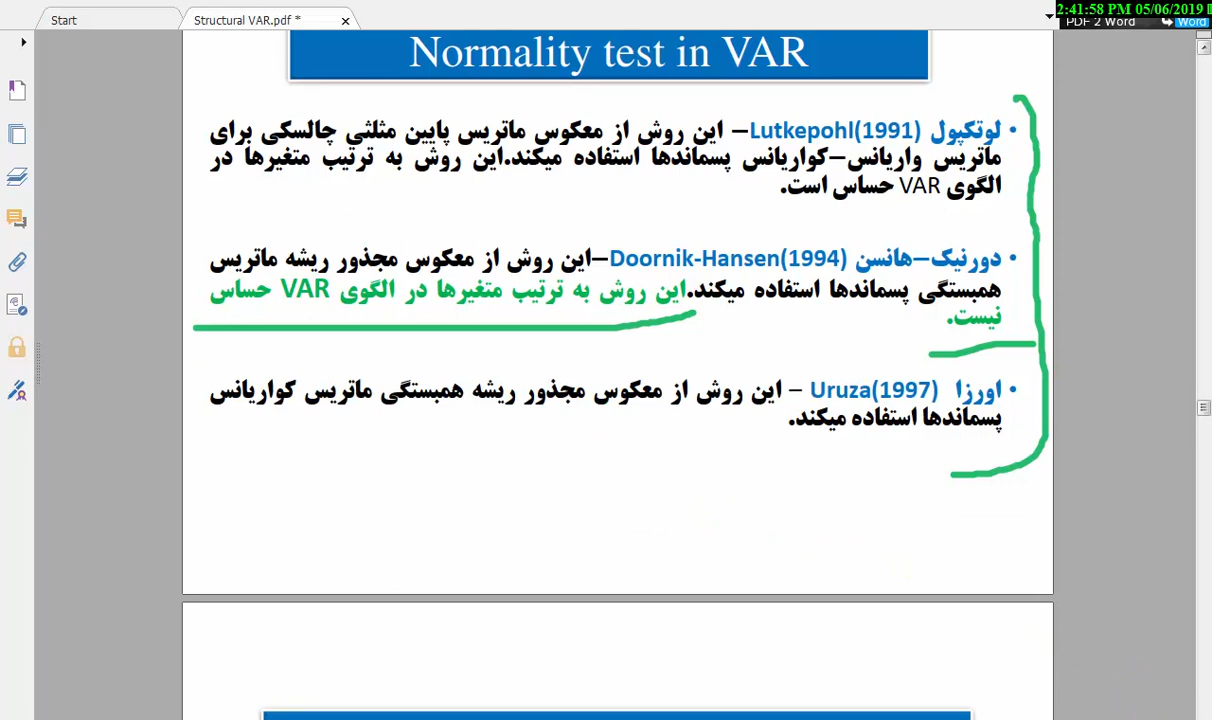 2:41:58 PM 05/06/2019
Start
Structural VAR.pdf *
PDF 2 Word
Word
Normality test in VAR
• لوتکپول Lutkepohl(1991)– این روش از معکوس ماتریس پایین مثلثی چالسکی برای
ماتریس واریانس–کواریانس پسماندها استفاده میکند.این روش به ترتیب متغیرها در
الگوی VAR حساس است.
• دورنیک–هانسن Doornik-Hansen(1994)–این روش از معکوس مجذور ریشه ماتریس
همبستگی پسماندها استفاده میکند.این روش به ترتیب متغیرها در الگوی VAR حساس
نیست.
• اورزا Uruza(1997) – این روش از معکوس مجذور ریشه همبستگی ماتریس کواریانس
پسماندها استفاده میکند.